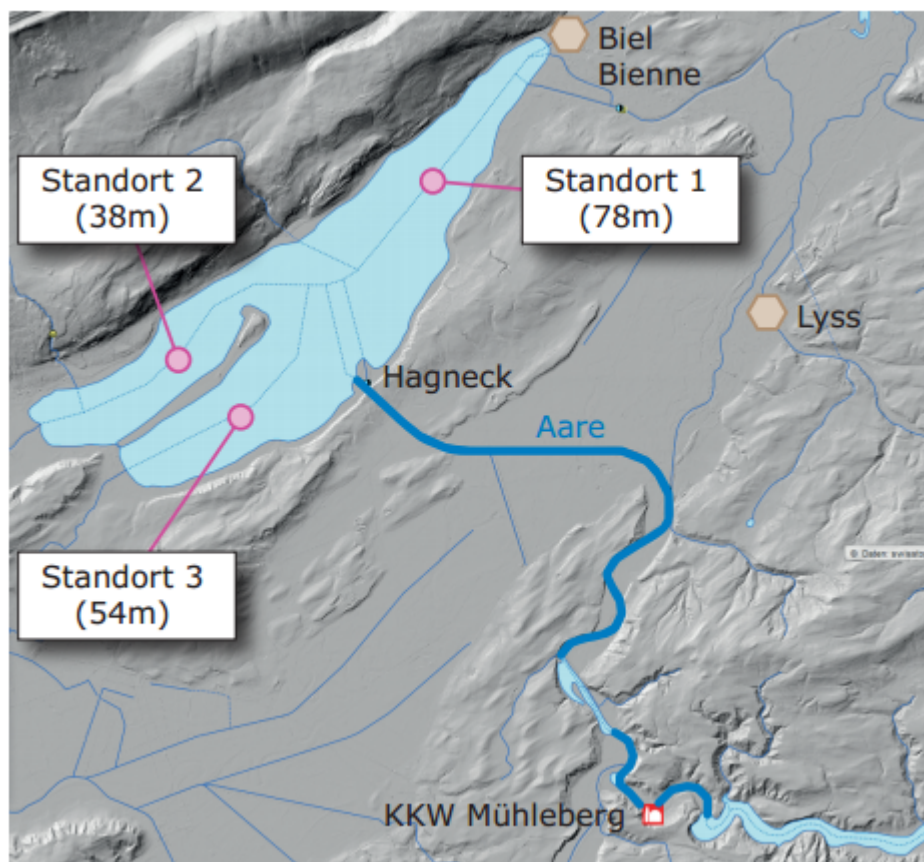 Biel
Bienne
Standort 2
(38m)
Standort 1
(78m)
Lyss
Hagneck
Aare
Standort 3
(54m)
KKW Mühleberg